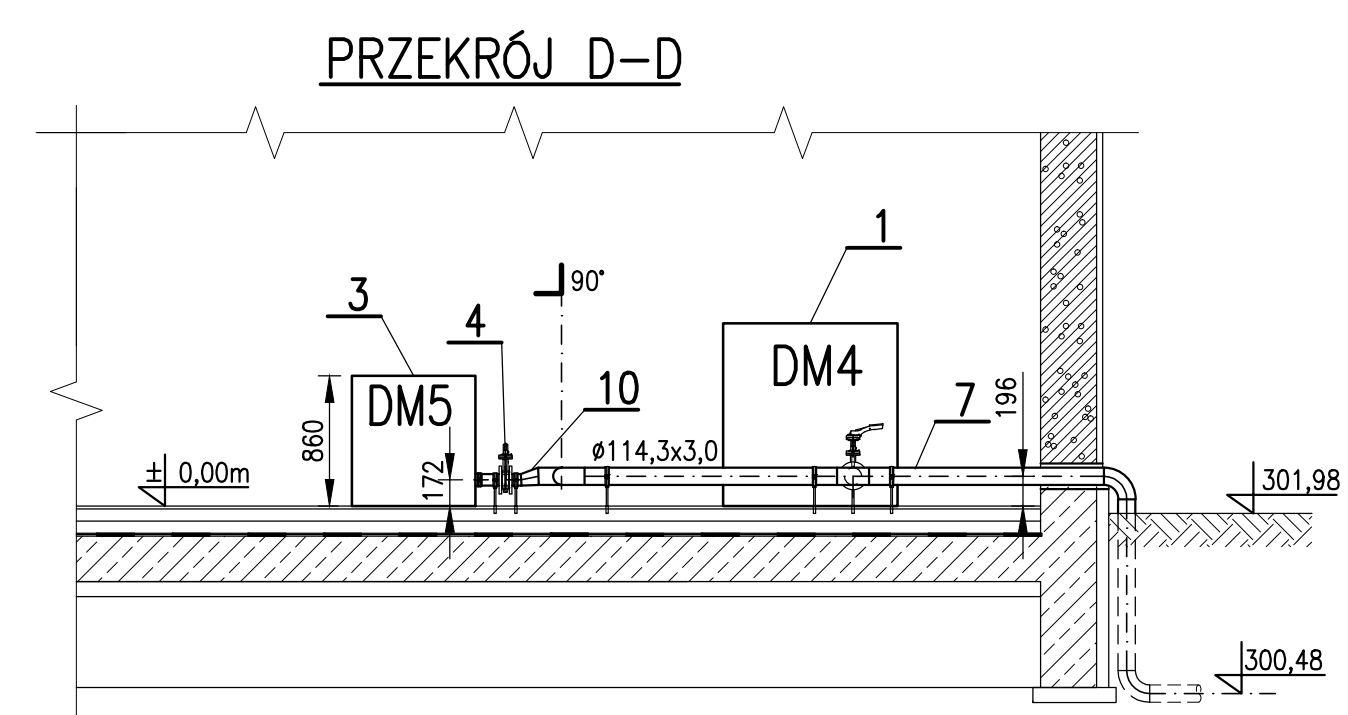 PRZEKRÓJ D-D
1
90°
3
4
DM4
DM5
10
7
196
860
ø114,3x3,0
172
± 0,00m
301,98
300,48